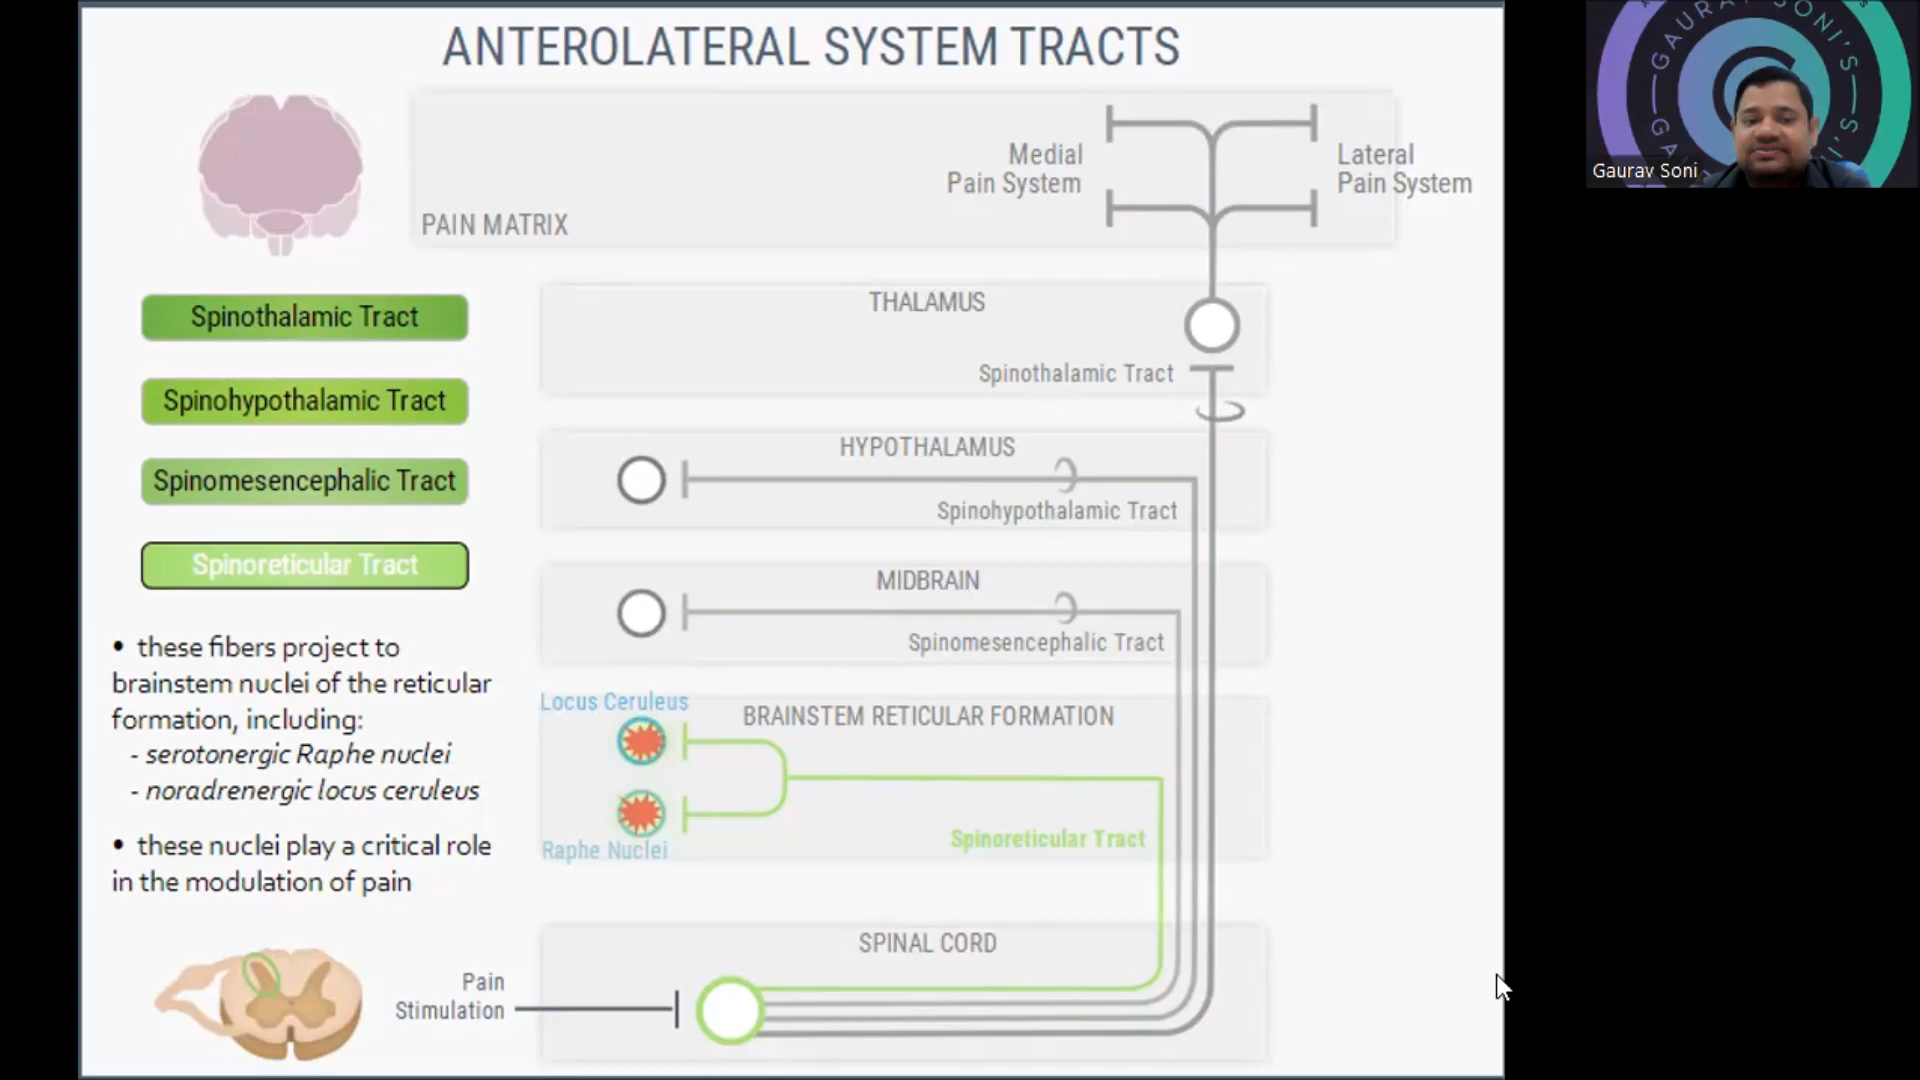 ANTEROLATERAL SYSTEM TRACTS
Medial
Pain System
Lateral
Pain System
PAIN MATRIX
GAURAV SONI'S
Gaurav Soni
Spinothalamic Tract
Spinohypothalamic Tract
Spinomesencephalic Tract
Spinoreticular Tract
• these fibers project to
brainstem nuclei of the reticular
formation, including:
- serotonergic Raphe nuclei
- noradrenergic locus ceruleus
• these nuclei play a critical role
in the modulation of pain
THALAMUS
Spinothalamic Tract
HYPOTHALAMUS
Spinohypothalamic Tract
MIDBRAIN
Spinomesencephalic Tract
Locus Ceruleus
BRAINSTEM RETICULAR FORMATION
Spinoreticular Tract
Raphe Nuclei
SPINAL CORD
Pain
Stimulation